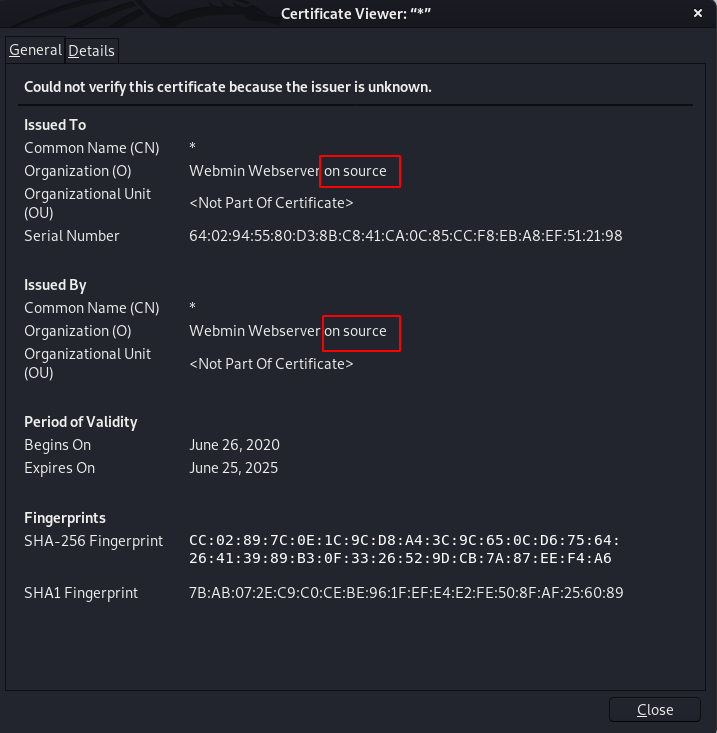 Certificate Viewer: “*”
×
General Details
Could not verify this certificate because the issuer is unknown.
Issued To
Common Name (CN) *
Organization (O) Webmin Webserver on source
Organizational Unit
(OU) <Not Part Of Certificate>
Serial Number 64:02:94:55:80:D3:8B:C8:41:CA:0C:85:CC:F8:EB:A8:EF:51:21:98
Issued By
Common Name (CN) *
Organization (O) Webmin Webserver on source
Organizational Unit
(OU) <Not Part Of Certificate>
Period of Validity
Begins On June 26, 2020
Expires On June 25, 2025
Fingerprints
SHA-256 Fingerprint CC:02:89:7C:0E:1C:9C:D8:A4:3C:9C:65:0C:D6:75:64:
26:41:39:89:B3:0F:33:26:52:9D:CB:7A:87:EE:F4:A6
SHA1 Fingerprint 7B:AB:07:2E:C9:C0:CE:BE:96:1F:EF:E4:E2:FE:50:8F:AF:25:60:89
Close